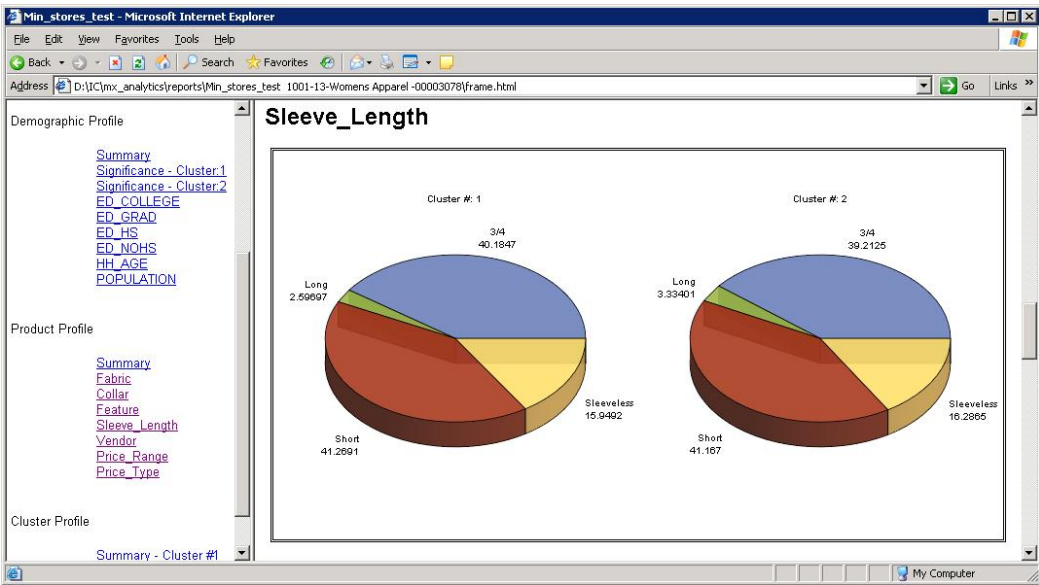 Min_stores_test - Microsoft Internet Explorer
File Edit View Favorites Tools Help
Back Search Favorites
Address D:\IC\mx_analytics\reports\Min_stores_test 1001-13-Womens Apparel -00003078\frame.html Go Links »
Demographic Profile
Summary
Significance - Cluster:1
Significance - Cluster:2
ED_COLLEGE
ED_GRAD
ED_HS
ED_NOHS
HH_AGE
POPULATION
Product Profile
Summary
Fabric
Collar
Feature
Sleeve_Length
Vendor
Price_Range
Price_Type
Cluster Profile
Summary - Cluster #1
Sleeve_Length
Cluster #: 1
3/4
40.1847
Long
2.59697
Short
41.2691
Sleeveless
15.9492
Cluster #: 2
3/4
39.2125
Long
3.33401
Short
41.167
Sleeveless
16.2865
My Computer